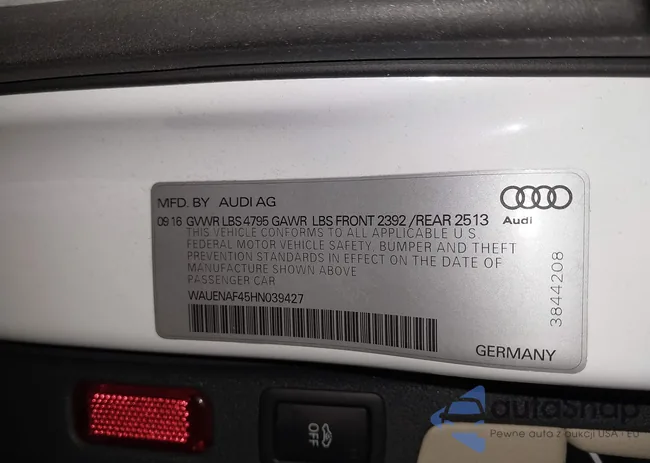 MFD. BY AUDI AG
09 16 GVWR LBS 4795 GAWR LBS FRONT 2392 /REAR 2513
THIS VEHICLE CONFORMS TO ALL APPLICABLE U.S
FEDERAL MOTOR VEHICLE SAFETY, BUMPER AND THEFT
PREVENTION STANDARDS IN EFFECT ON THE DATE OF
MANUFACTURE SHOWN ABOVE
PASSENGER CAR
WAUENAF45HN039427
Audi
3844208
GERMANY
OFF
autaSnap
Pewne auta z aukcji USA i EU